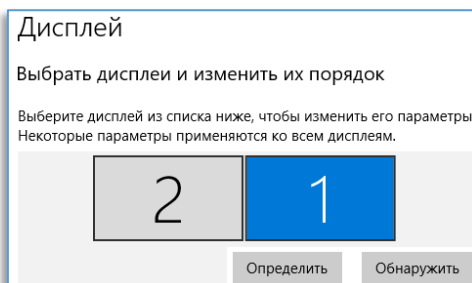 Дисплей
Выбрать дисплеи и изменить их порядок
Выберите дисплей из списка ниже, чтобы изменить его параметры
Некоторые параметры применяются ко всем дисплеям.
2 1
Определить Обнаружить